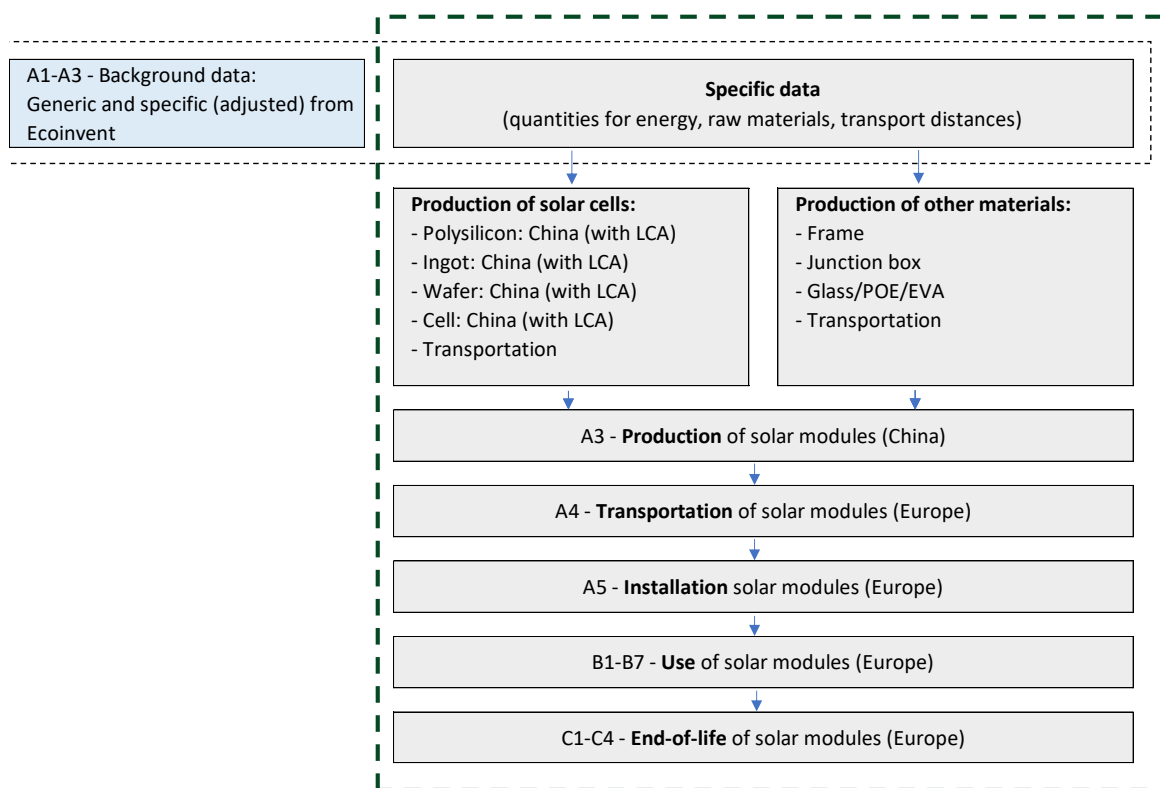 A1-A3 - Background data:
Generic and specific (adjusted) from
Ecoinvent
Specific data
(quantities for energy, raw materials, transport distances)
Production of solar cells:
- Polysilicon: China (with LCA)
- Ingot: China (with LCA)
- Wafer: China (with LCA)
- Cell: China (with LCA)
- Transportation
Production of other materials:
- Frame
- Junction box
- Glass/POE/EVA
- Transportation
A3 - Production of solar modules (China)
A4 - Transportation of solar modules (Europe)
A5 - Installation solar modules (Europe)
B1-B7 - Use of solar modules (Europe)
C1-C4 - End-of-life of solar modules (Europe)